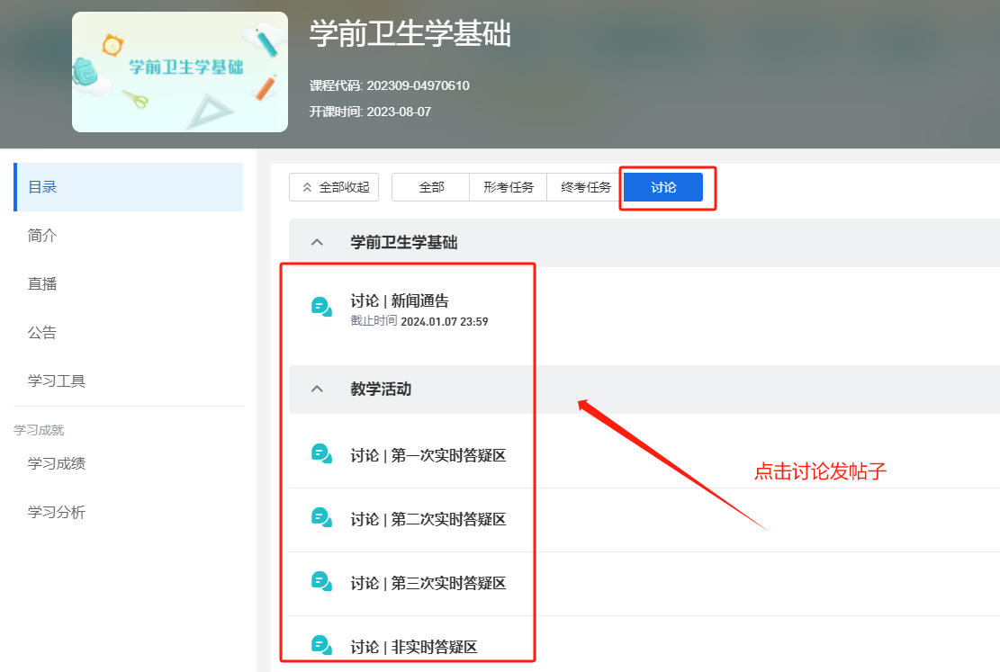 学前卫生学基础
学前卫生学基础
课程代码: 202309-04970610
开课时间: 2023-08-07
目录
简介
直播
公告
学习工具
学习成就
学习成绩
学习分析
全部收起 全部 形考任务 终考任务 讨论
学前卫生学基础
讨论 | 新闻通告
截止时间 2024.01.07 23:59
教学活动
讨论 | 第一次实时答疑区
点击讨论发帖子
讨论 | 第二次实时答疑区
讨论 | 第三次实时答疑区
讨论 | 非实时答疑区